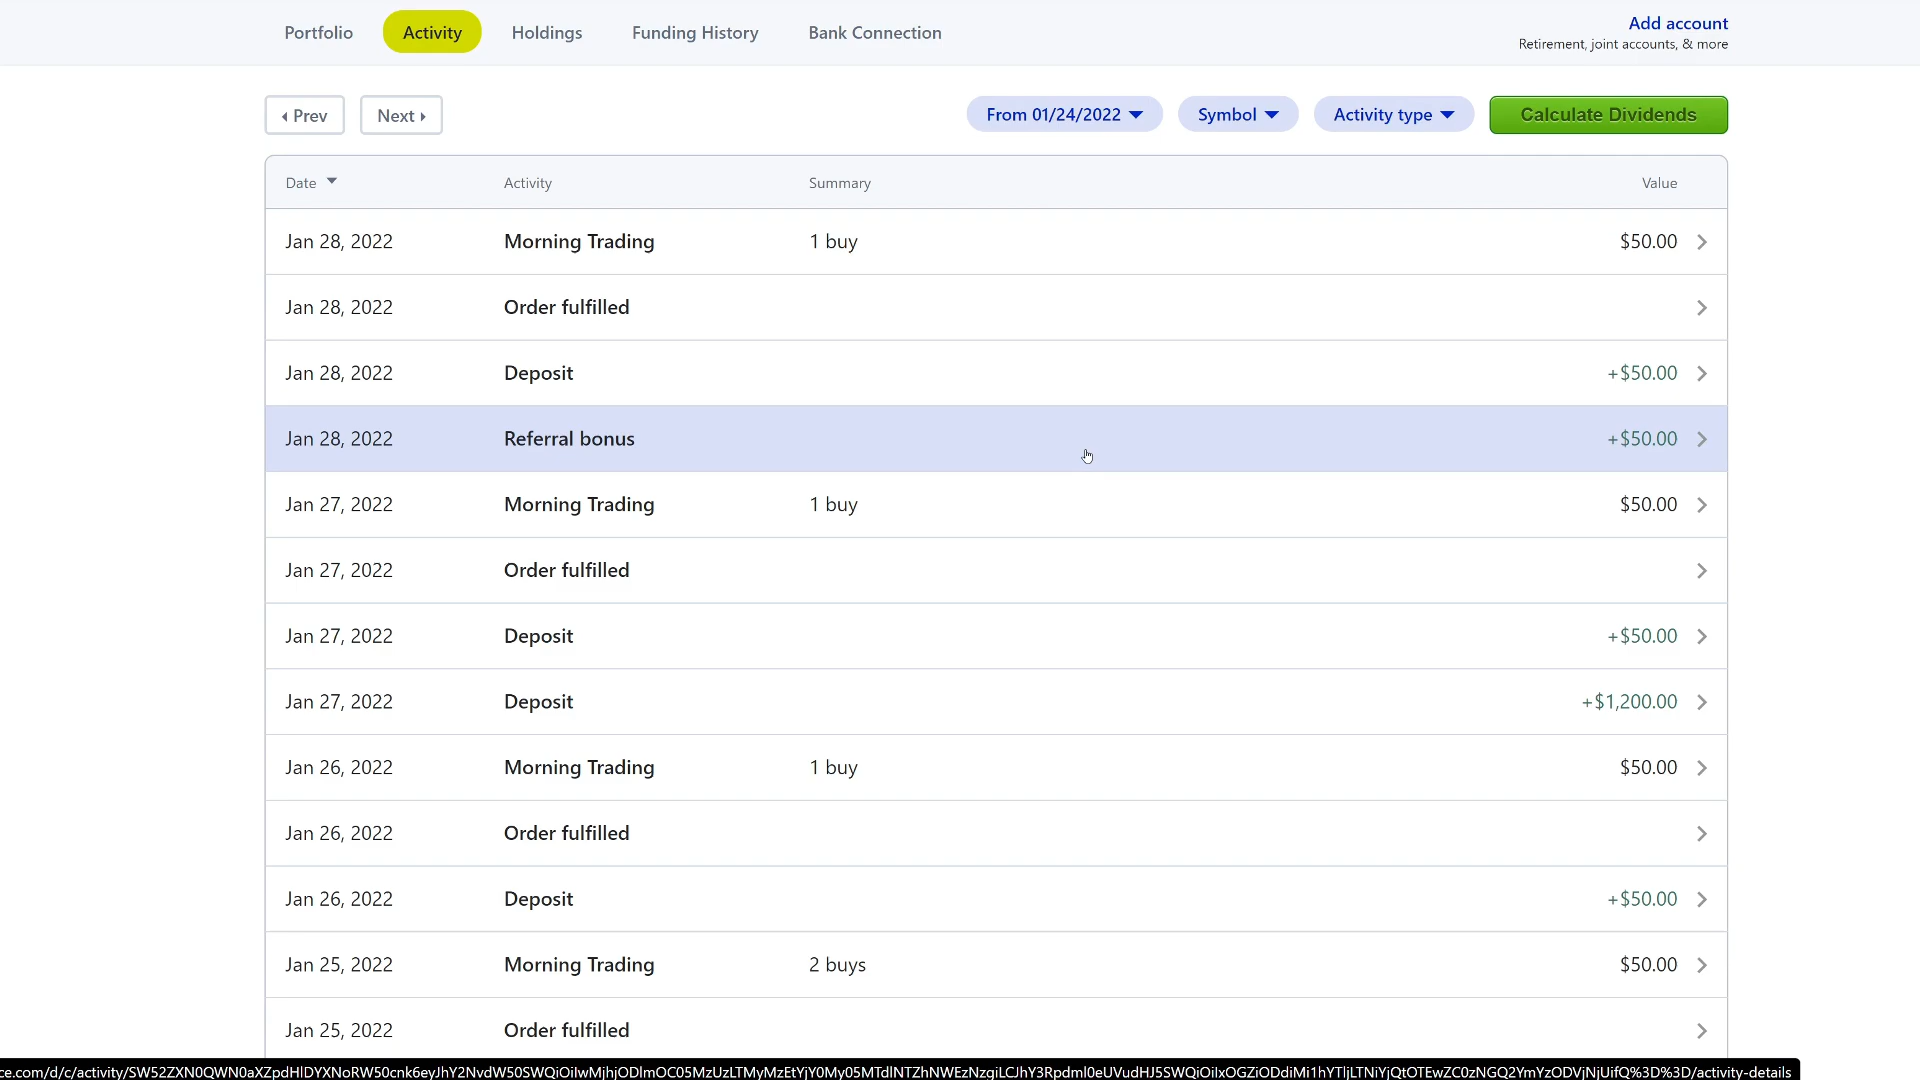 Portfolio Activity Holdings Funding History Bank Connection Add account
Retirement, joint accounts, & more
Prev Next From 01/24/2022 Symbol Activity type Calculate Dividends
Date Activity Summary Value
Jan 28, 2022 Morning Trading 1 buy $50.00
Jan 28, 2022 Order fulfilled
Jan 28, 2022 Deposit +$50.00
Jan 28, 2022 Referral bonus +$50.00
Jan 27, 2022 Morning Trading 1 buy $50.00
Jan 27, 2022 Order fulfilled
Jan 27, 2022 Deposit +$50.00
Jan 27, 2022 Deposit +$1,200.00
Jan 26, 2022 Morning Trading 1 buy $50.00
Jan 26, 2022 Order fulfilled
Jan 26, 2022 Deposit +$50.00
Jan 25, 2022 Morning Trading 2 buys $50.00
Jan 25, 2022 Order fulfilled